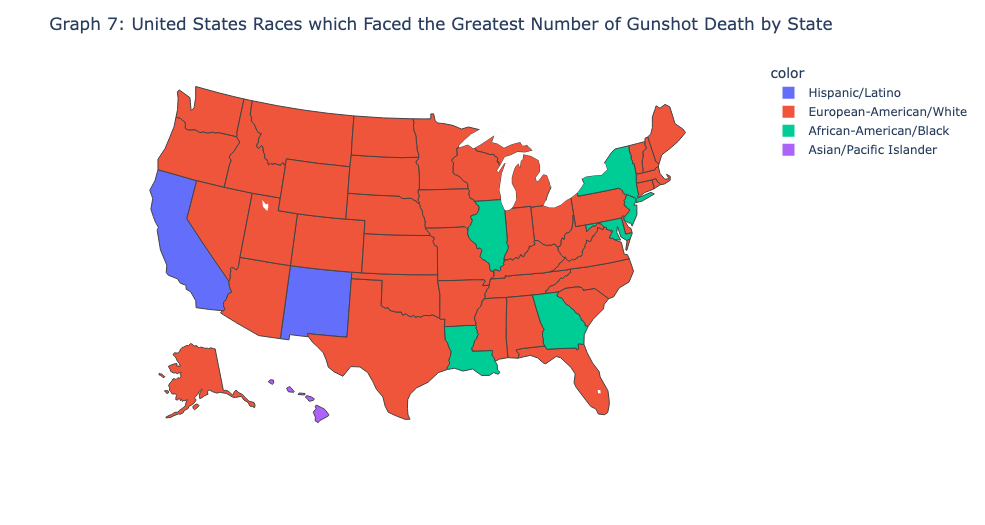 Graph 7: United States Races which Faced the Greatest Number of Gunshot Death by State
color
Hispanic/Latino
European-American/White
African-American/Black
Asian/Pacific Islander